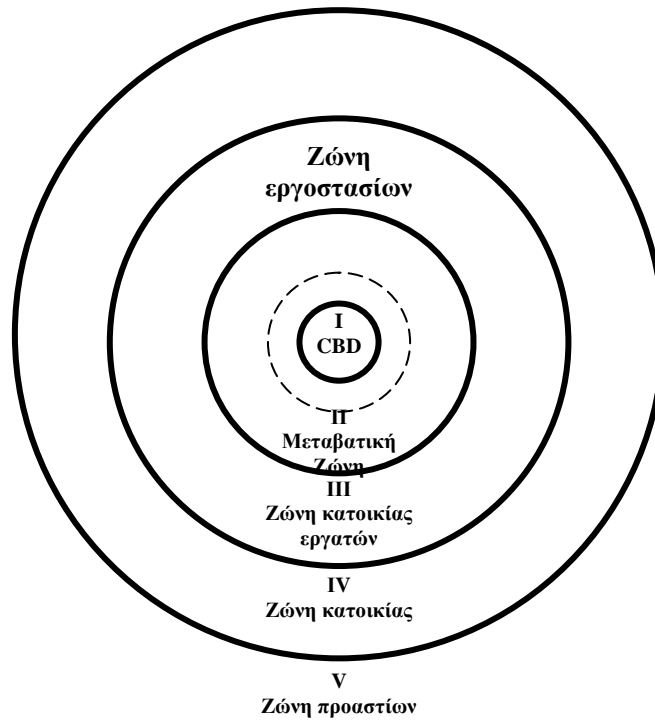 Ζώνη
εργοστασίων
I
CBD
II
Μεταβατική
Ζώνη
III
Ζώνη κατοικίας
εργατών
IV
Ζώνη κατοικίας
V
Ζώνη προαστίων